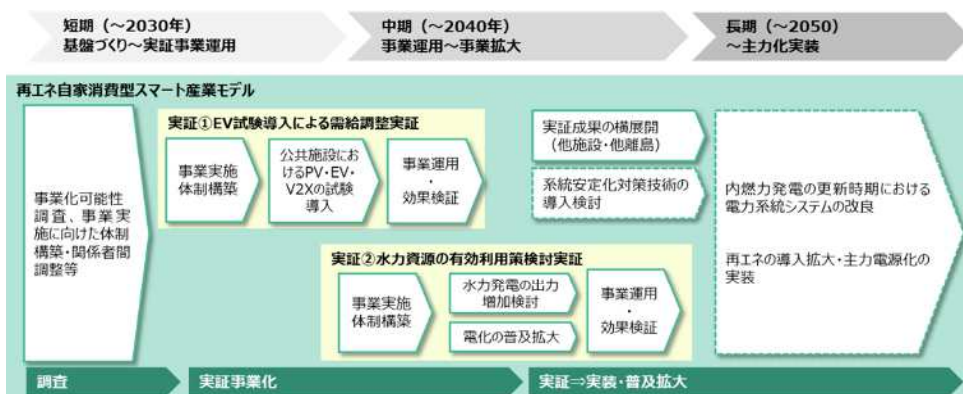 短期（～2030年）
基盤づくり～実証事業運用
中期（～2040年）
事業運用～事業拡大
長期（～2050）
～主力化実装
再エネ自家消費型スマート産業モデル
事業化可能性
調査、事業実
施に向けた体制
構築・関係者間
調整等
実証①EV試験導入による需給調整実証
事業実施
体制構築
公共施設にお
けるPV・EV・
V2Xの試験
導入
事業運用
・
効果検証
実証②水力資源の有効利用策検討実証
事業実施
体制構築
水力発電の出力
増加検討
電化の普及拡大
事業運用
・
効果検証
実証成果の横展開
（他施設・他離島）
系統安定化対策技術の
導入検討
内燃力発電の更新時期における
電力系統システムの改良
再エネの導入拡大・主力電源化の
実装
調査
実証事業化
実証⇒実装・普及拡大